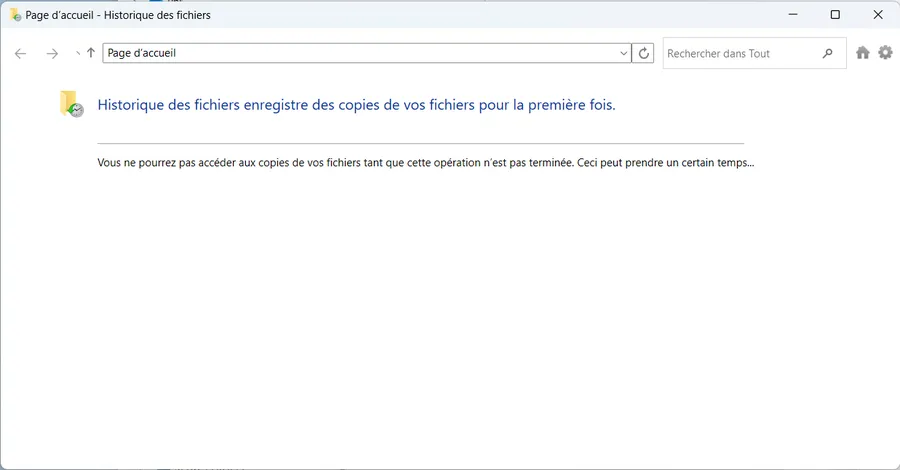 Page d'accueil - Historique des fichiers
Page d'accueil
Rechercher dans Tout
Historique des fichiers enregistre des copies de vos fichiers pour la première fois.
Vous ne pourrez pas accéder aux copies de vos fichiers tant que cette opération n'est pas terminée. Ceci peut prendre un certain temps...